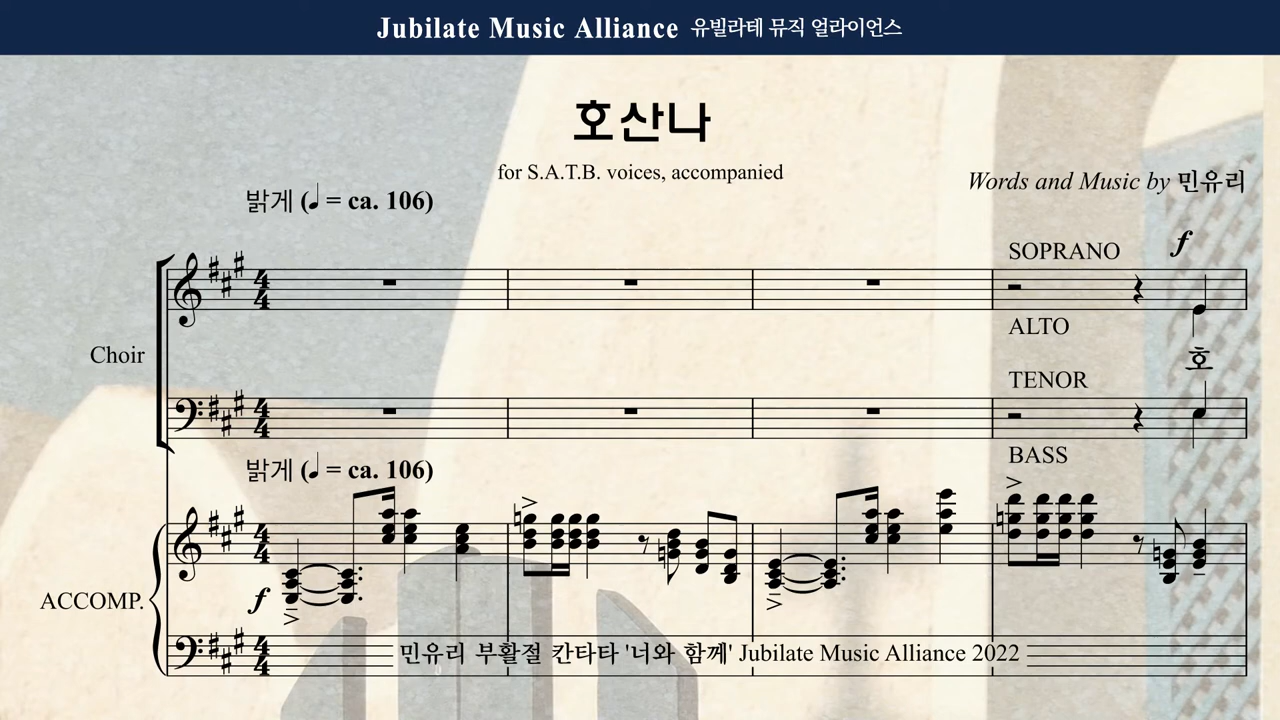 Jubilate Music Alliance 유빌라테 뮤직 얼라이언스
호산나
for S.A.T.B. voices, accompanied
Words and Music by 민유리
밝게 (♩ = ca. 106)
SOPRANO
f
ALTO
Choir
호
TENOR
BASS
밝게 (♩ = ca. 106)
ACCOMP.
f
민유리 부활절 칸타타 '너와 함께' Jubilate Music Alliance 2022